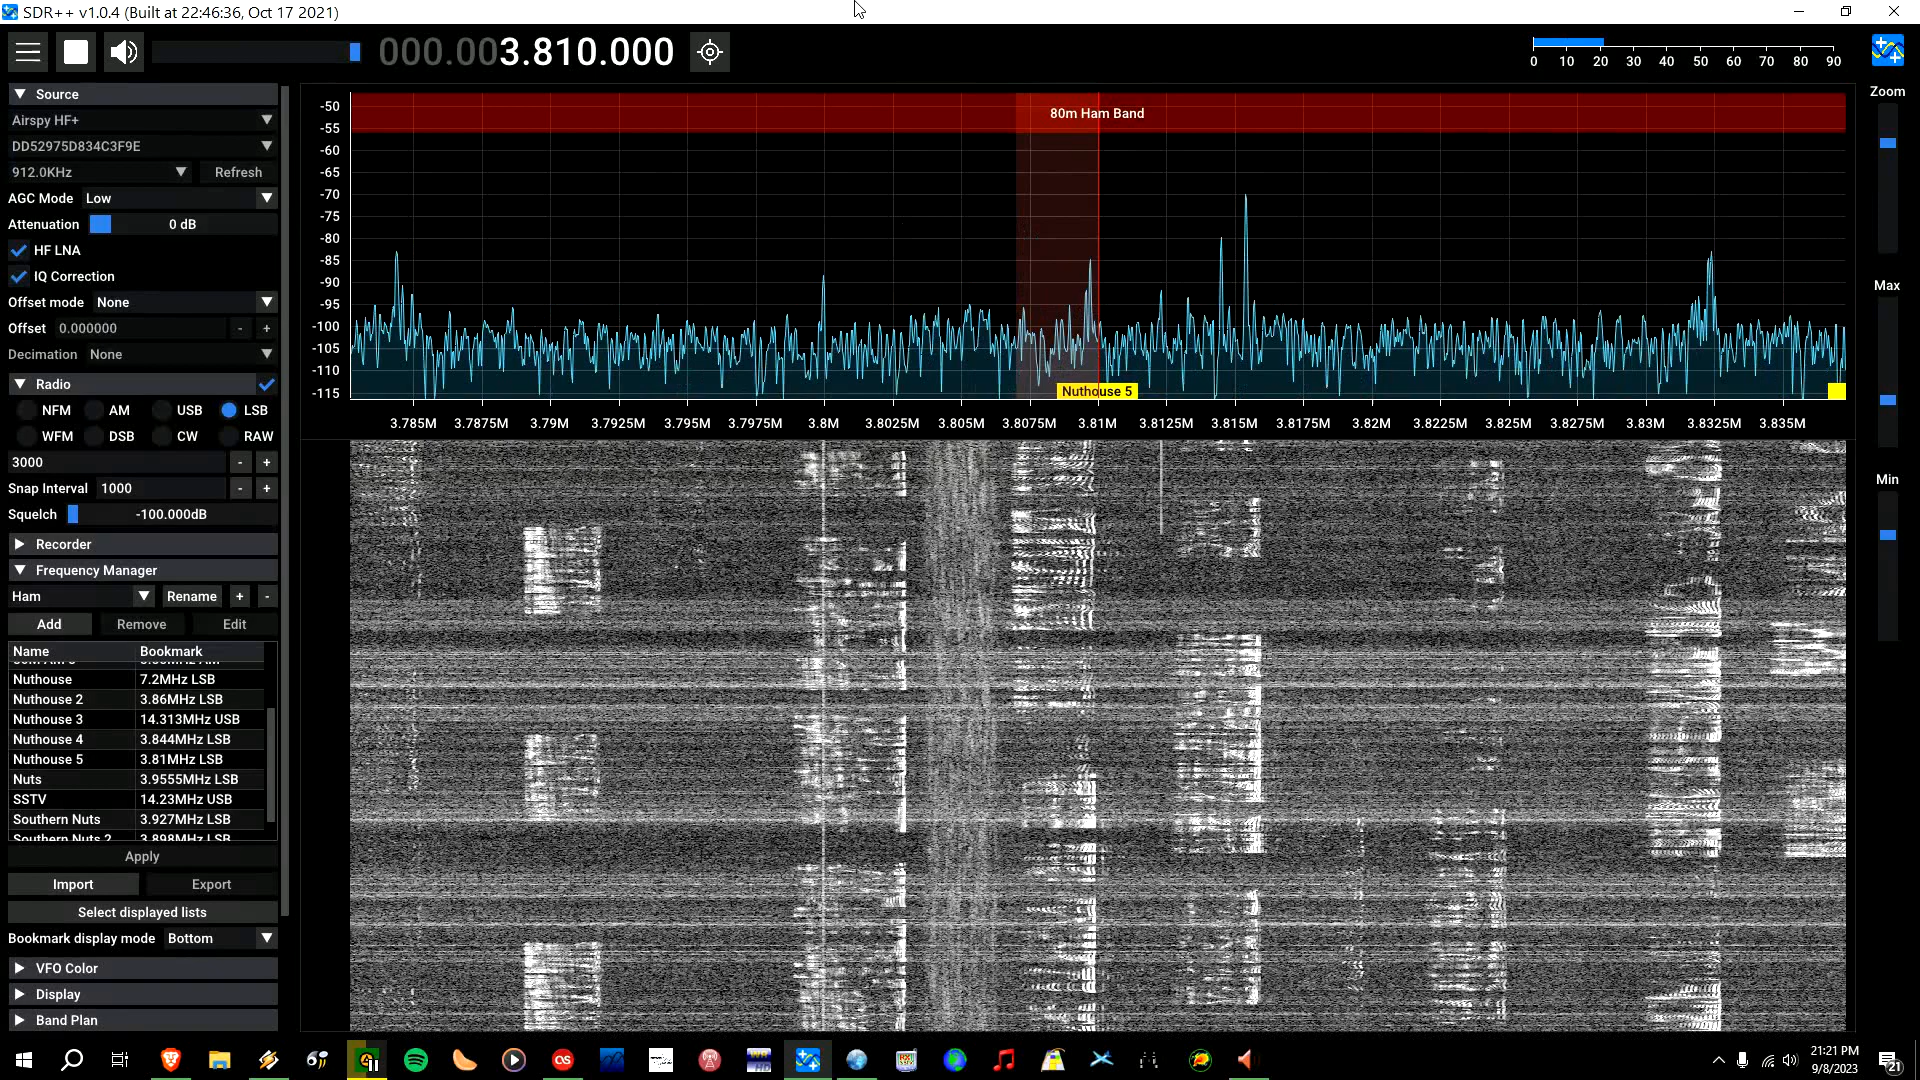 SDR++ v1.0.4 (Built at 22:46:36, Oct 17 2021)
000.003.810.000
0 10 20 30 40 50 60 70 80 90
Source
Airspy HF+
DD52975D834C3F9E
912.0KHz Refresh
AGC Mode Low
Attenuation 0 dB
HF LNA
IQ Correction
Offset mode None
Offset 0.000000 - +
Decimation None
Radio
NFM AM USB LSB
WFM DSB CW RAW
3000 - +
Snap Interval 1000 - +
Squelch -100.000dB
Recorder
Frequency Manager
Ham Rename + -
Add Remove Edit
Name Bookmark
Nuthouse 7.2MHz LSB
Nuthouse 2 3.86MHz LSB
Nuthouse 3 14.313MHz USB
Nuthouse 4 3.844MHz LSB
Nuthouse 5 3.81MHz LSB
Nuts 3.9555MHz LSB
SSTV 14.23MHz USB
Southern Nuts 3.927MHz LSB
Southern Nuts 2 3.898MHz LSB
Apply
Import Export
Select displayed lists
Bookmark display mode Bottom
VFO Color
Display
Band Plan
80m Ham Band
-50
-55
-60
-65
-70
-75
-80
-85
-90
-95
-100
-105
-110
-115
Nuthouse 5
3.785M 3.7875M 3.79M 3.7925M 3.795M 3.7975M 3.8M 3.8025M 3.805M 3.8075M 3.81M 3.8125M 3.815M 3.8175M 3.82M 3.8225M 3.825M 3.8275M 3.83M 3.8325M 3.835M
Zoom
Max
Min
21:21 PM
9/8/2023
21